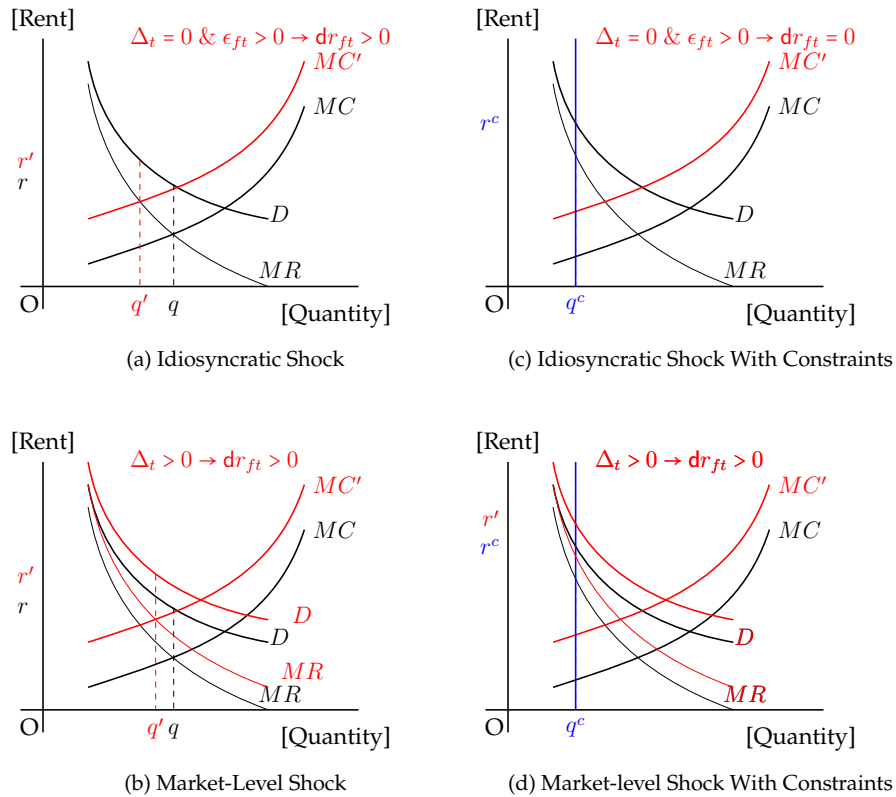 [Rent]
Δ_t = 0 & ϵ_ft > 0 → dr_ft > 0
MC′
MC
r′
r
D
MR
O
q′
q
[Quantity]
(a) Idiosyncratic Shock
[Rent]
Δ_t = 0 & ϵ_ft > 0 → dr_ft = 0
MC′
MC
r^c
D
MR
O
q^c
[Quantity]
(c) Idiosyncratic Shock With Constraints
[Rent]
Δ_t > 0 → dr_ft > 0
MC′
MC
r′
r
D
D
MR
MR
O
q′
q
[Quantity]
(b) Market-Level Shock
[Rent]
Δ_t > 0 → dr_ft > 0
MC′
r′
MC
r^c
D
MR
O
q^c
[Quantity]
(d) Market-level Shock With Constraints